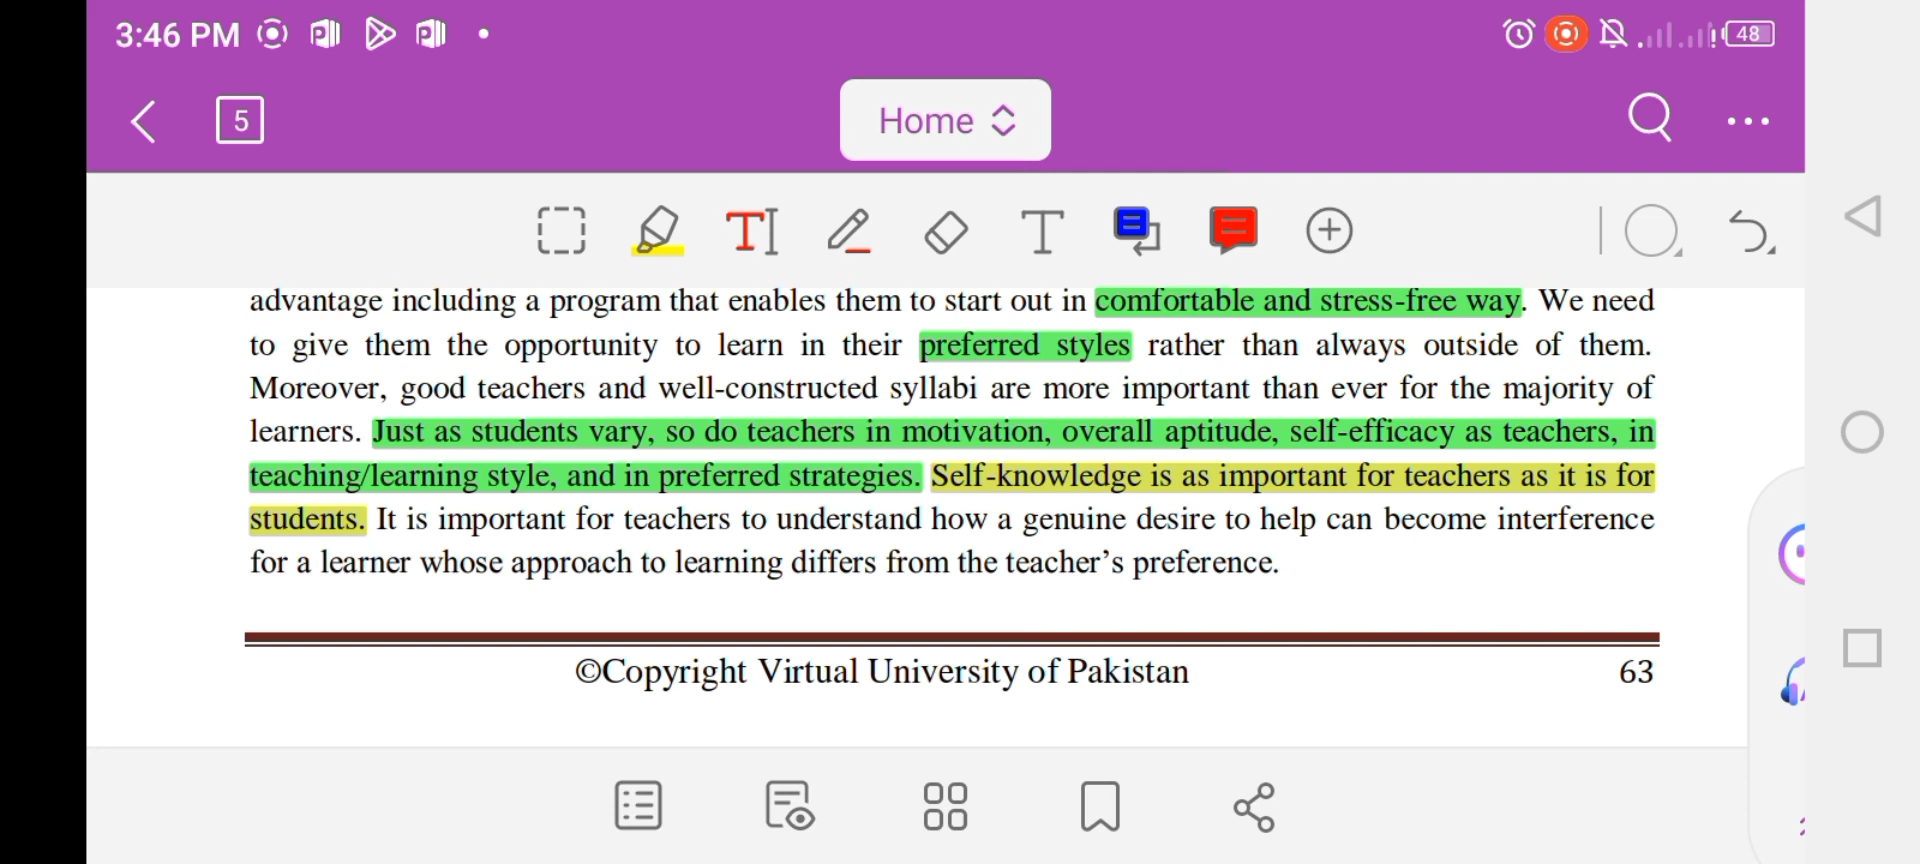 3:46 PM
48
5
Home
advantage including a program that enables them to start out in comfortable and stress-free way. We need
to give them the opportunity to learn in their preferred styles rather than always outside of them.
Moreover, good teachers and well-constructed syllabi are more important than ever for the majority of
learners. Just as students vary, so do teachers in motivation, overall aptitude, self-efficacy as teachers, in
teaching/learning style, and in preferred strategies. Self-knowledge is as important for teachers as it is for
students. It is important for teachers to understand how a genuine desire to help can become interference
for a learner whose approach to learning differs from the teacher’s preference.
©Copyright Virtual University of Pakistan 63